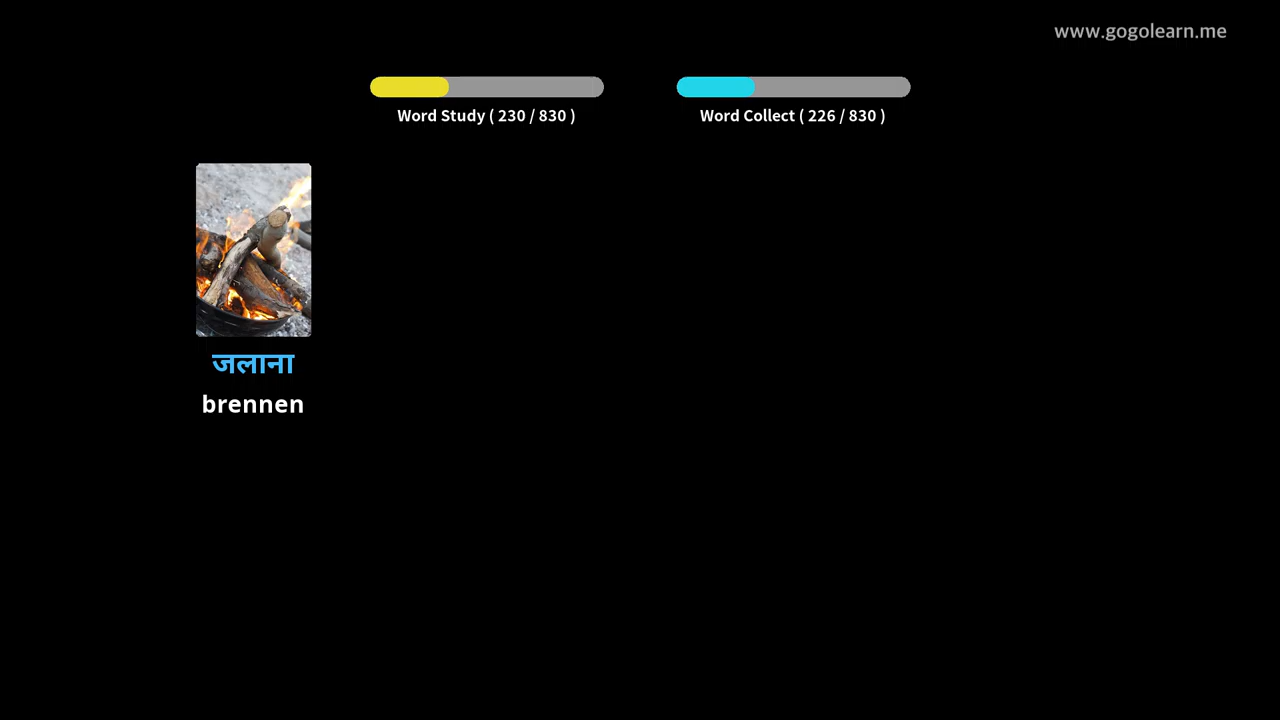 www.gogolearn.me
Word Study ( 230 / 830 )
Word Collect ( 226 / 830 )
जलाना
brennen